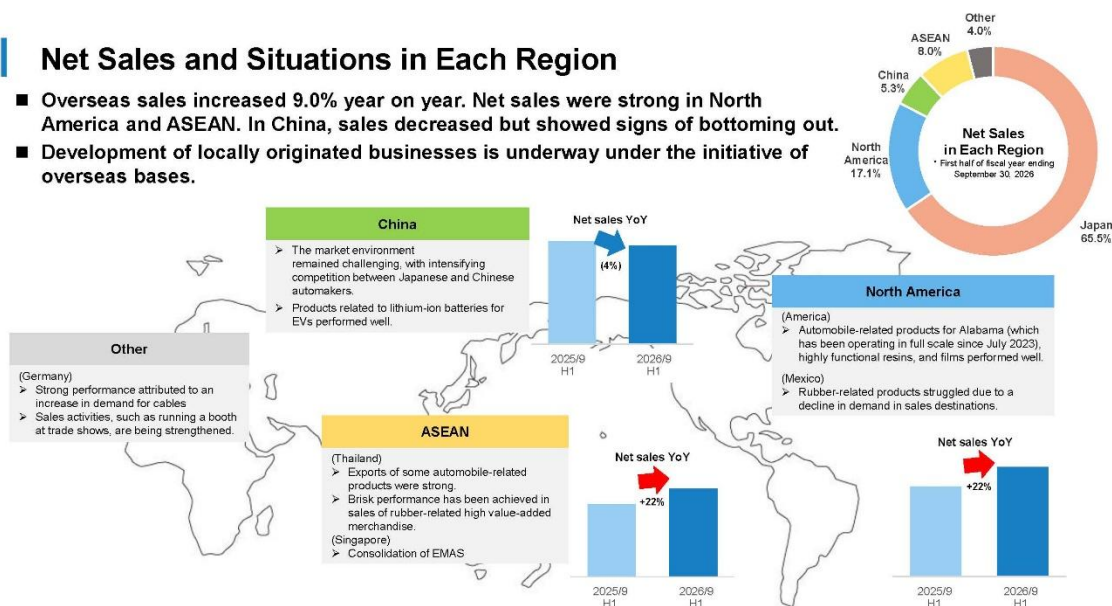 Net Sales and Situations in Each Region
■ Overseas sales increased 9.0% year on year. Net sales were strong in North
America and ASEAN. In China, sales decreased but showed signs of bottoming out.
■ Development of locally originated businesses is underway under the initiative of
overseas bases.
Other
4.0%
ASEAN
8.0%
China
5.3%
North
America
17.1%
Japan
65.5%
Net Sales
in Each Region
* First half of fiscal year ending
September 30, 2026
China
➢ The market environment
remained challenging, with intensifying
competition between Japanese and Chinese
automakers.
➢ Products related to lithium-ion batteries for
EVs performed well.
Net sales YoY
(4%)
2025/9
H1
2026/9
H1
North America
(America)
➢ Automobile-related products for Alabama (which
has been operating in full scale since July 2023),
highly functional resins, and films performed well.
(Mexico)
➢ Rubber-related products struggled due to a
decline in demand in sales destinations.
Other
(Germany)
➢ Strong performance attributed to an
increase in demand for cables
➢ Sales activities, such as running a booth
at trade shows, are being strengthened.
ASEAN
(Thailand)
➢ Exports of some automobile-related
products were strong.
➢ Brisk performance has been achieved in
sales of rubber-related high value-added
merchandise.
(Singapore)
➢ Consolidation of EMAS
Net sales YoY
+22%
2025/9
H1
2026/9
H1
Net sales YoY
+22%
2025/9
H1
2026/9
H1